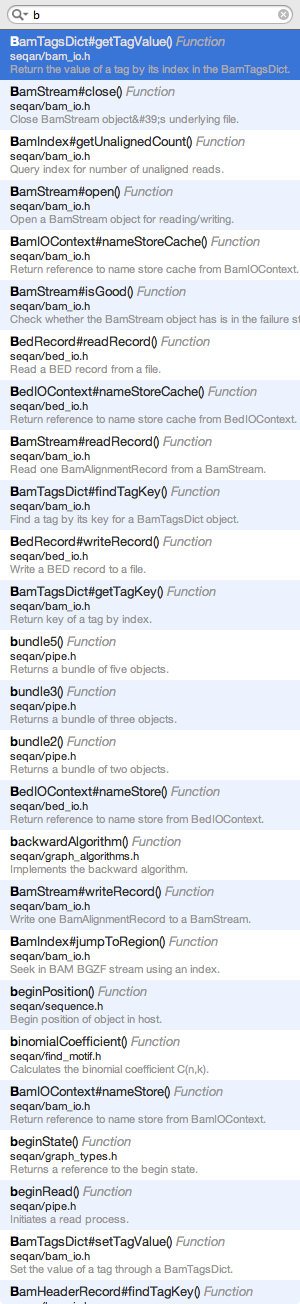 b
BamTagsDict#getTagValue() Function
seqan/bam_io.h
Return the value of a tag by its index in the BamTagsDict.
BamStream#close() Function
seqan/bam_io.h
Close BamStream object&#39;s underlying file.
BamIndex#getUnalignedCount() Function
seqan/bam_io.h
Query index for number of unaligned reads.
BamStream#open() Function
seqan/bam_io.h
Open a BamStream object for reading/writing.
BamIOContext#nameStoreCache() Function
seqan/bam_io.h
Return reference to name store cache from BamIOContext.
BamStream#isGood() Function
seqan/bam_io.h
Check whether the BamStream object has is in the failure st
BedRecord#readRecord() Function
seqan/bed_io.h
Read a BED record from a file.
BedIOContext#nameStoreCache() Function
seqan/bed_io.h
Return reference to name store cache from BedIOContext.
BamStream#readRecord() Function
seqan/bam_io.h
Read one BamAlignmentRecord from a BamStream.
BamTagsDict#findTagKey() Function
seqan/bam_io.h
Find a tag by its key for a BamTagsDict object.
BedRecord#writeRecord() Function
seqan/bed_io.h
Write a BED record to a file.
BamTagsDict#getTagKey() Function
seqan/bam_io.h
Return key of a tag by index.
bundle5() Function
seqan/pipe.h
Returns a bundle of five objects.
bundle3() Function
seqan/pipe.h
Returns a bundle of three objects.
bundle2() Function
seqan/pipe.h
Returns a bundle of two objects.
BedIOContext#nameStore() Function
seqan/bed_io.h
Return reference to name store from BedIOContext.
backwardAlgorithm() Function
seqan/graph_algorithms.h
Implements the backward algorithm.
BamStream#writeRecord() Function
seqan/bam_io.h
Write one BamAlignmentRecord to a BamStream.
BamIndex#jumpToRegion() Function
seqan/bam_io.h
Seek in BAM BGZF stream using an index.
beginPosition() Function
seqan/sequence.h
Begin position of object in host.
binomialCoefficient() Function
seqan/find_motif.h
Calculates the binomial coefficient C(n,k).
BamIOContext#nameStore() Function
seqan/bam_io.h
Return reference to name store from BamIOContext.
beginState() Function
seqan/graph_types.h
Returns a reference to the begin state.
beginRead() Function
seqan/pipe.h
Initiates a read process.
BamTagsDict#setTagValue() Function
seqan/bam_io.h
Set the value of a tag through a BamTagsDict.
BamHeaderRecord#findTagKey() Function